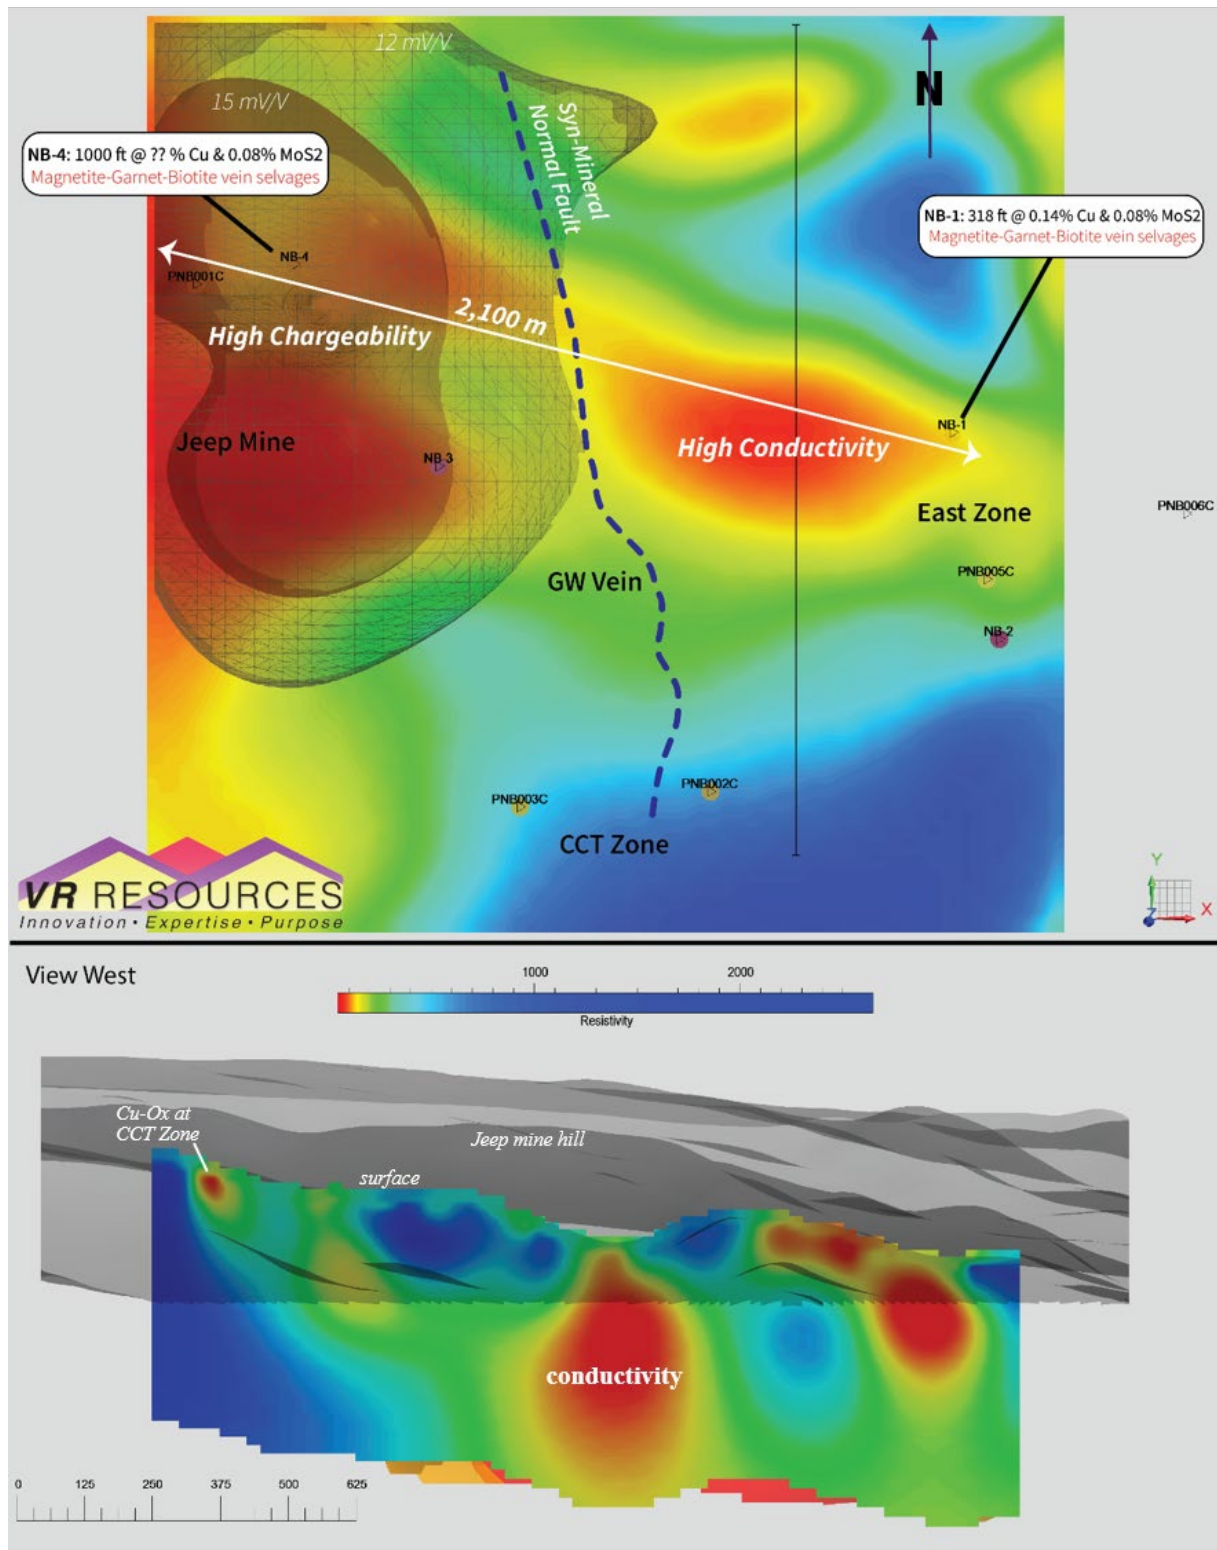 12 mV/V
15 mV/V
N
NB-4: 1000 ft @ ?? % Cu & 0.08% MoS2
Magnetite-Garnet-Biotite vein selvages
Syn-Mineral
Normal Fault
NB-1: 318 ft @ 0.14% Cu & 0.08% MoS2
Magnetite-Garnet-Biotite vein selvages
NB-4
PNB001C
2,100 m
High Chargeability
NB-1
Jeep Mine
High Conductivity
NB-3
East Zone
PNB006C
GW Vein
PNB005C
NB-2
PNB002C
PNB003C
CCT Zone
VR RESOURCES
Innovation • Expertise • Purpose
Y
Z
X
View West
1000
2000
Resistivity
Cu-Ox at
CCT Zone
Jeep mine hill
surface
conductivity
0 125 250 375 500 625